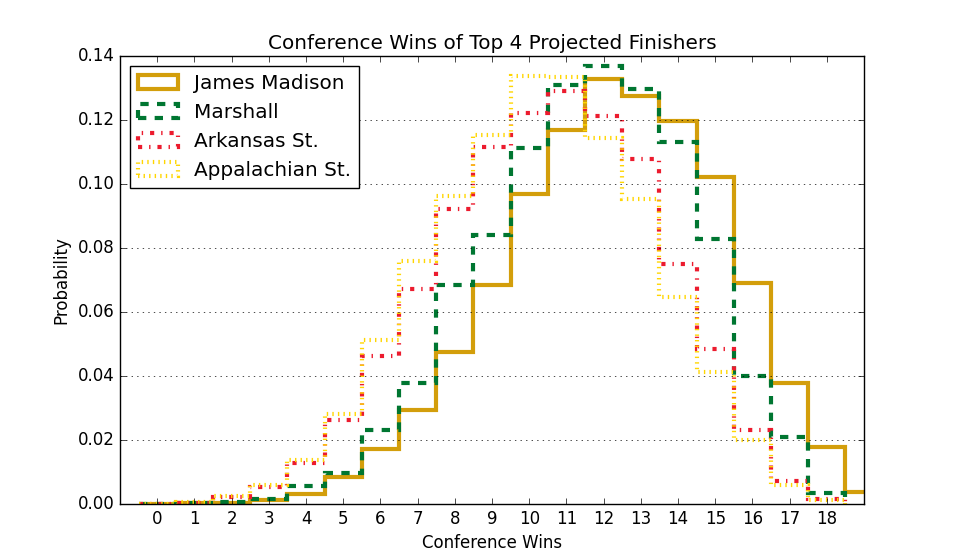 Conference Wins of Top 4 Projected Finishers
James Madison
Marshall
Arkansas St.
Appalachian St.
Probability
0.14
0.12
0.10
0.08
0.06
0.04
0.02
0.00
0 1 2 3 4 5 6 7 8 9 10 11 12 13 14 15 16 17 18
Conference Wins